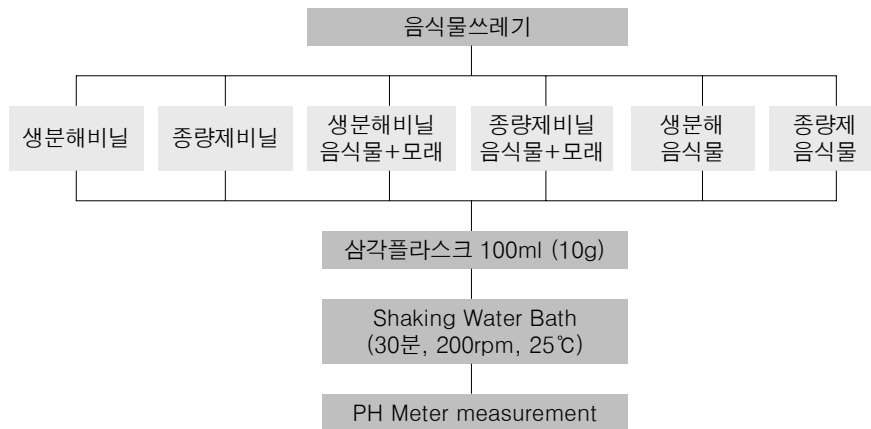 음식물쓰레기
생분해비닐
종량제비닐
생분해비닐
음식물+모래
종량제비닐
음식물+모래
생분해
음식물
종량제
음식물
삼각플라스크 100ml (10g)
Shaking Water Bath
(30분, 200rpm, 25℃)
PH Meter measurement